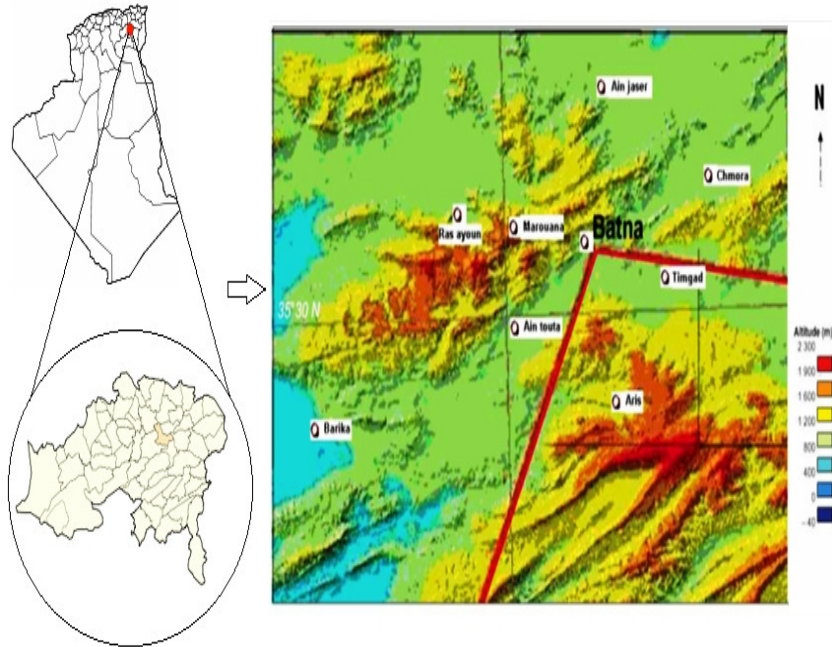 Ain jaser
N
Chmora
Ras ayoun
Marouana
Batna
Timgad
35°30 N
Ain touta
Altitude (m)
2 300
1 900
1 600
1 200
800
400
0
- 40
Aris
Barika